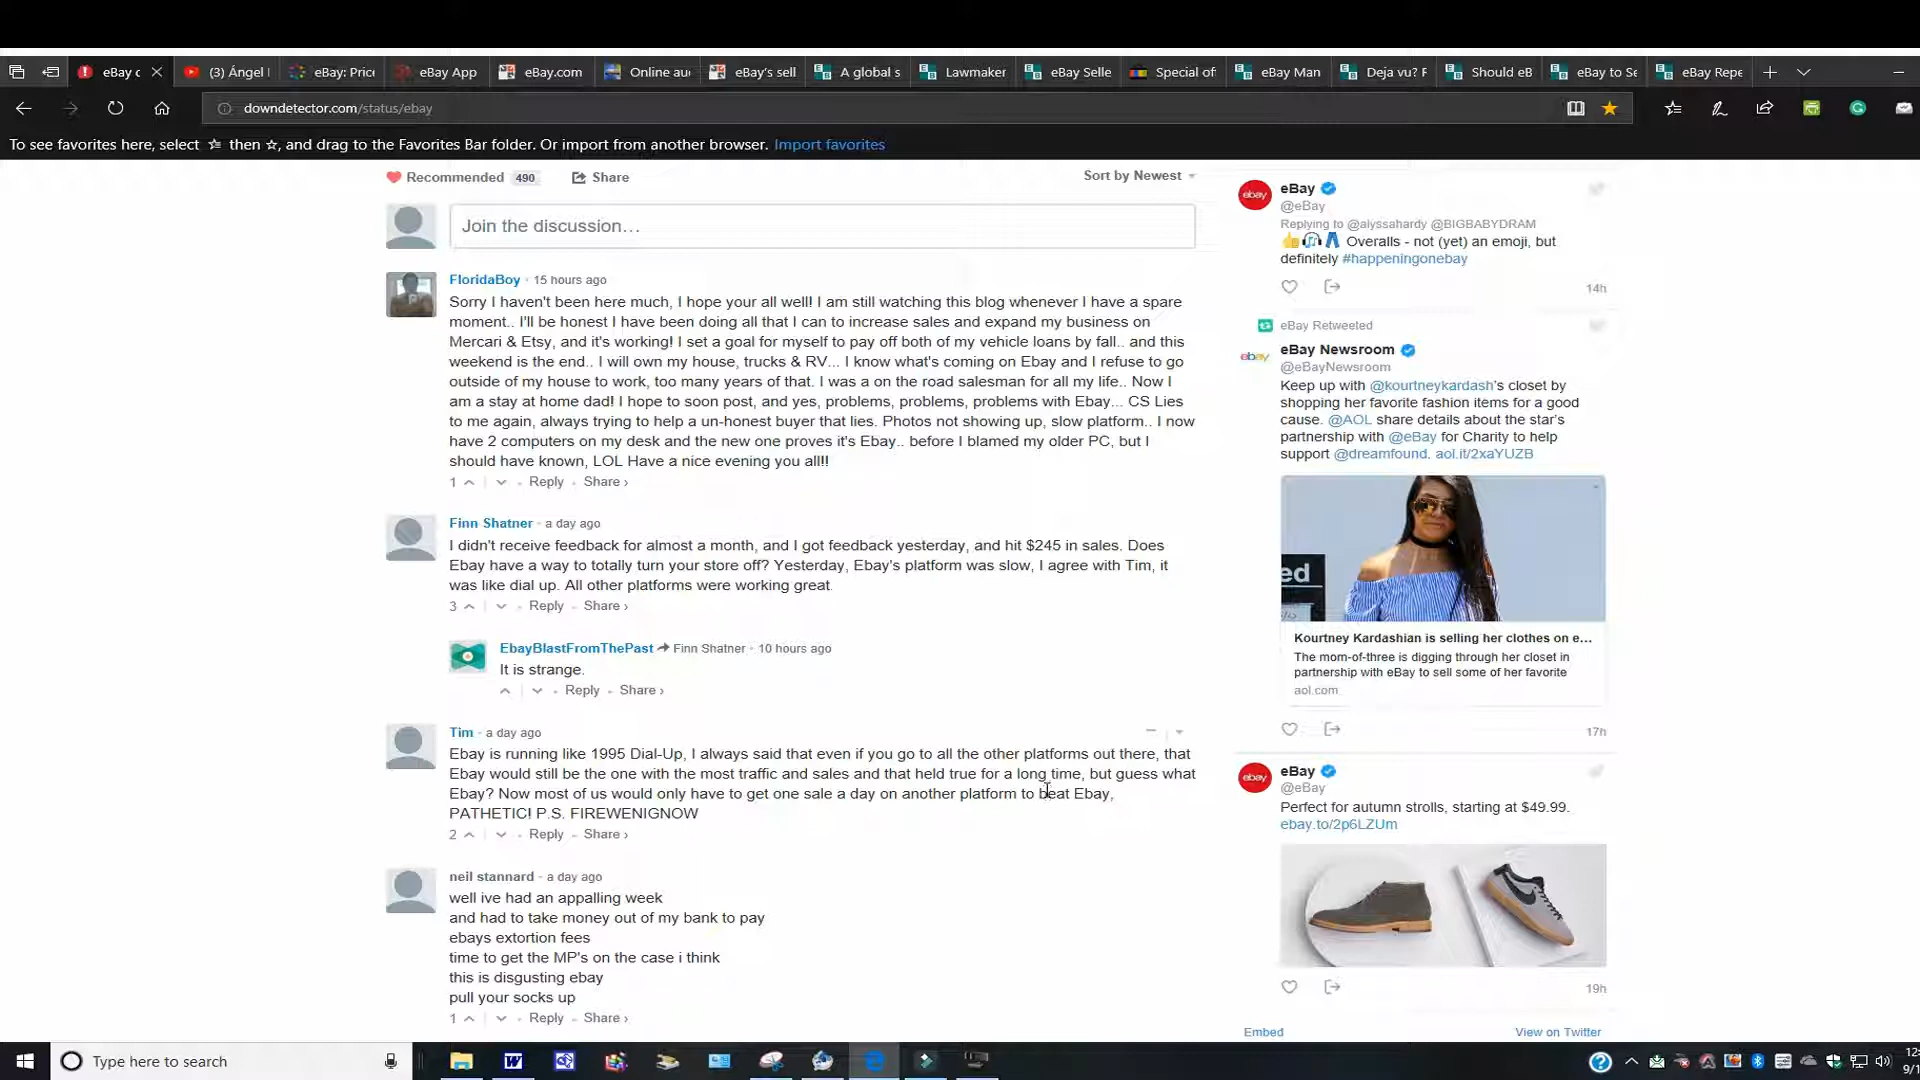 eBay c
(3) Ángel
eBay: Price
eBay App
eBay.com
Online au
eBay's sell
A global s
Lawmaker
eBay Selle
Special of
eBay Man
Deja vu? F
Should eB
eBay to Se
eBay Repe
downdetector.com/status/ebay
To see favorites here, select then ☆, and drag to the Favorites Bar folder. Or import from another browser. Import favorites
Recommended 490 Share Sort by Newest
Join the discussion…
FloridaBoy · 15 hours ago
Sorry I haven't been here much, I hope your all well! I am still watching this blog whenever I have a spare
moment.. I'll be honest I have been doing all that I can to increase sales and expand my business on
Mercari & Etsy, and it's working! I set a goal for myself to pay off both of my vehicle loans by fall.. and this
weekend is the end.. I will own my house, trucks & RV... I know what's coming on Ebay and I refuse to go
outside of my house to work, too many years of that. I was a on the road salesman for all my life.. Now I
am a stay at home dad! I hope to soon post, and yes, problems, problems, problems with Ebay... CS Lies
to me again, always trying to help a un-honest buyer that lies. Photos not showing up, slow platform.. I now
have 2 computers on my desk and the new one proves it's Ebay.. before I blamed my older PC, but I
should have known, LOL Have a nice evening you all!!
1 Reply Share ›
Finn Shatner · a day ago
I didn't receive feedback for almost a month, and I got feedback yesterday, and hit $245 in sales. Does
Ebay have a way to totally turn your store off? Yesterday, Ebay's platform was slow, I agree with Tim, it
was like dial up. All other platforms were working great.
3 Reply Share ›
EbayBlastFromThePast Finn Shatner · 10 hours ago
It is strange.
Reply Share ›
Tim · a day ago
Ebay is running like 1995 Dial-Up, I always said that even if you go to all the other platforms out there, that
Ebay would still be the one with the most traffic and sales and that held true for a long time, but guess what
Ebay? Now most of us would only have to get one sale a day on another platform to beat Ebay,
PATHETIC! P.S. FIREWENIGNOW
2 Reply Share ›
neil stannard · a day ago
well ive had an appalling week
and had to take money out of my bank to pay
ebays extortion fees
time to get the MP's on the case i think
this is disgusting ebay
pull your socks up
1 Reply Share ›
ebay
eBay
@eBay
Replying to @alyssahardy @BIGBABYDRAM
👍🎧👖 Overalls - not (yet) an emoji, but
definitely #happeningonebay
14h
eBay Retweeted
ebay
eBay Newsroom
@eBayNewsroom
Keep up with @kourtneykardash's closet by
shopping her favorite fashion items for a good
cause. @AOL share details about the star's
partnership with @eBay for Charity to help
support @dreamfound. aol.it/2xaYUZB
ed
Kourtney Kardashian is selling her clothes on e...
The mom-of-three is digging through her closet in
partnership with eBay to sell some of her favorite
aol.com
17h
ebay
eBay
@eBay
Perfect for autumn strolls, starting at $49.99.
ebay.to/2p6LZUm
19h
Embed View on Twitter
Type here to search
12:
9/1